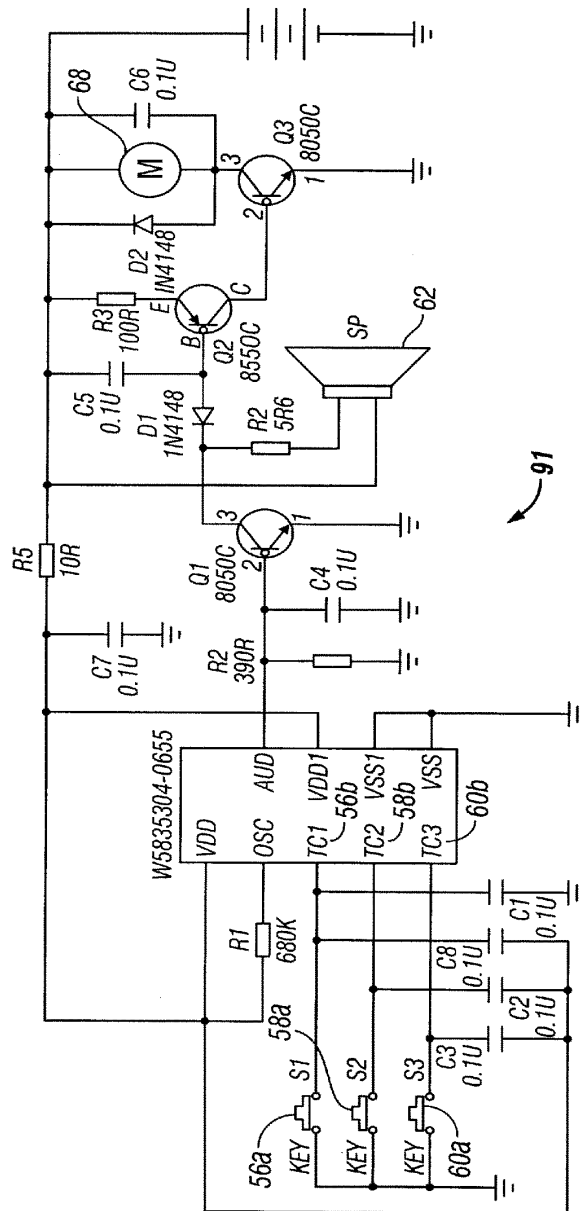 W5835304-0655
VDD
OSC
AUD
TC1
VDD1
56b
TC2
VSS1
58b
TC3
VSS
60b
R1
680K
56a
S1
KEY
58a
S2
KEY
S3
KEY
60a
C3
0.1U
C2
0.1U
C8
0.1U
C1
0.1U
C7
0.1U
R5
10R
R2
390R
C4
0.1U
Q1
8050C
2
3
1
D1
1N4148
C5
0.1U
R2
5R6
SP
62
B
E
C
Q2
8550C
R3
100R
D2
IN4148
M
68
C6
0.1U
2
3
1
Q3
8050C
91